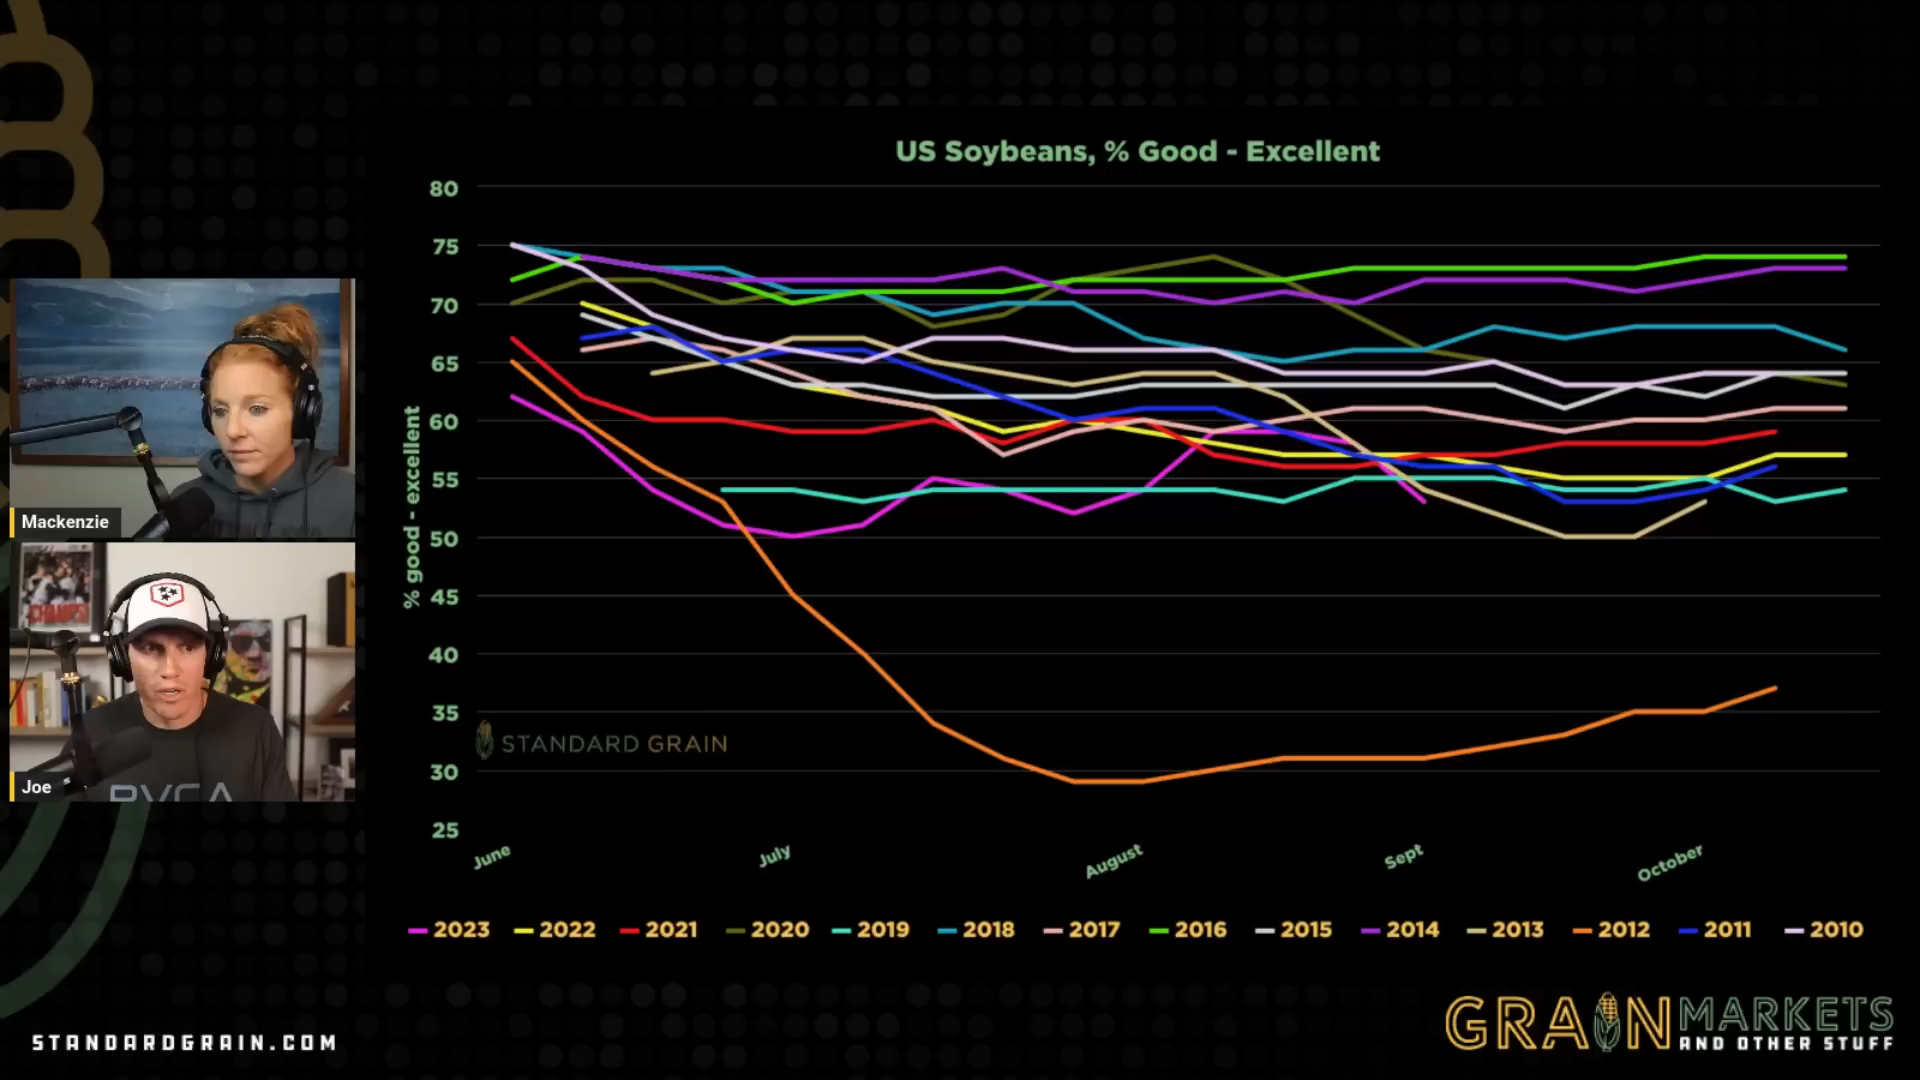 US Soybeans, % Good - Excellent
80
75
70
65
60
55
50
45
40
35
30
25
% good - excellent
STANDARD GRAIN
June
July
August
Sept
October
2023 2022 2021 2020 2019 2018 2017 2016 2015 2014 2013 2012 2011 2010
Mackenzie
CHAMPS!
Joe
RVCA
STANDARDGRAIN.COM
GRAIN MARKETS
AND OTHER STUFF